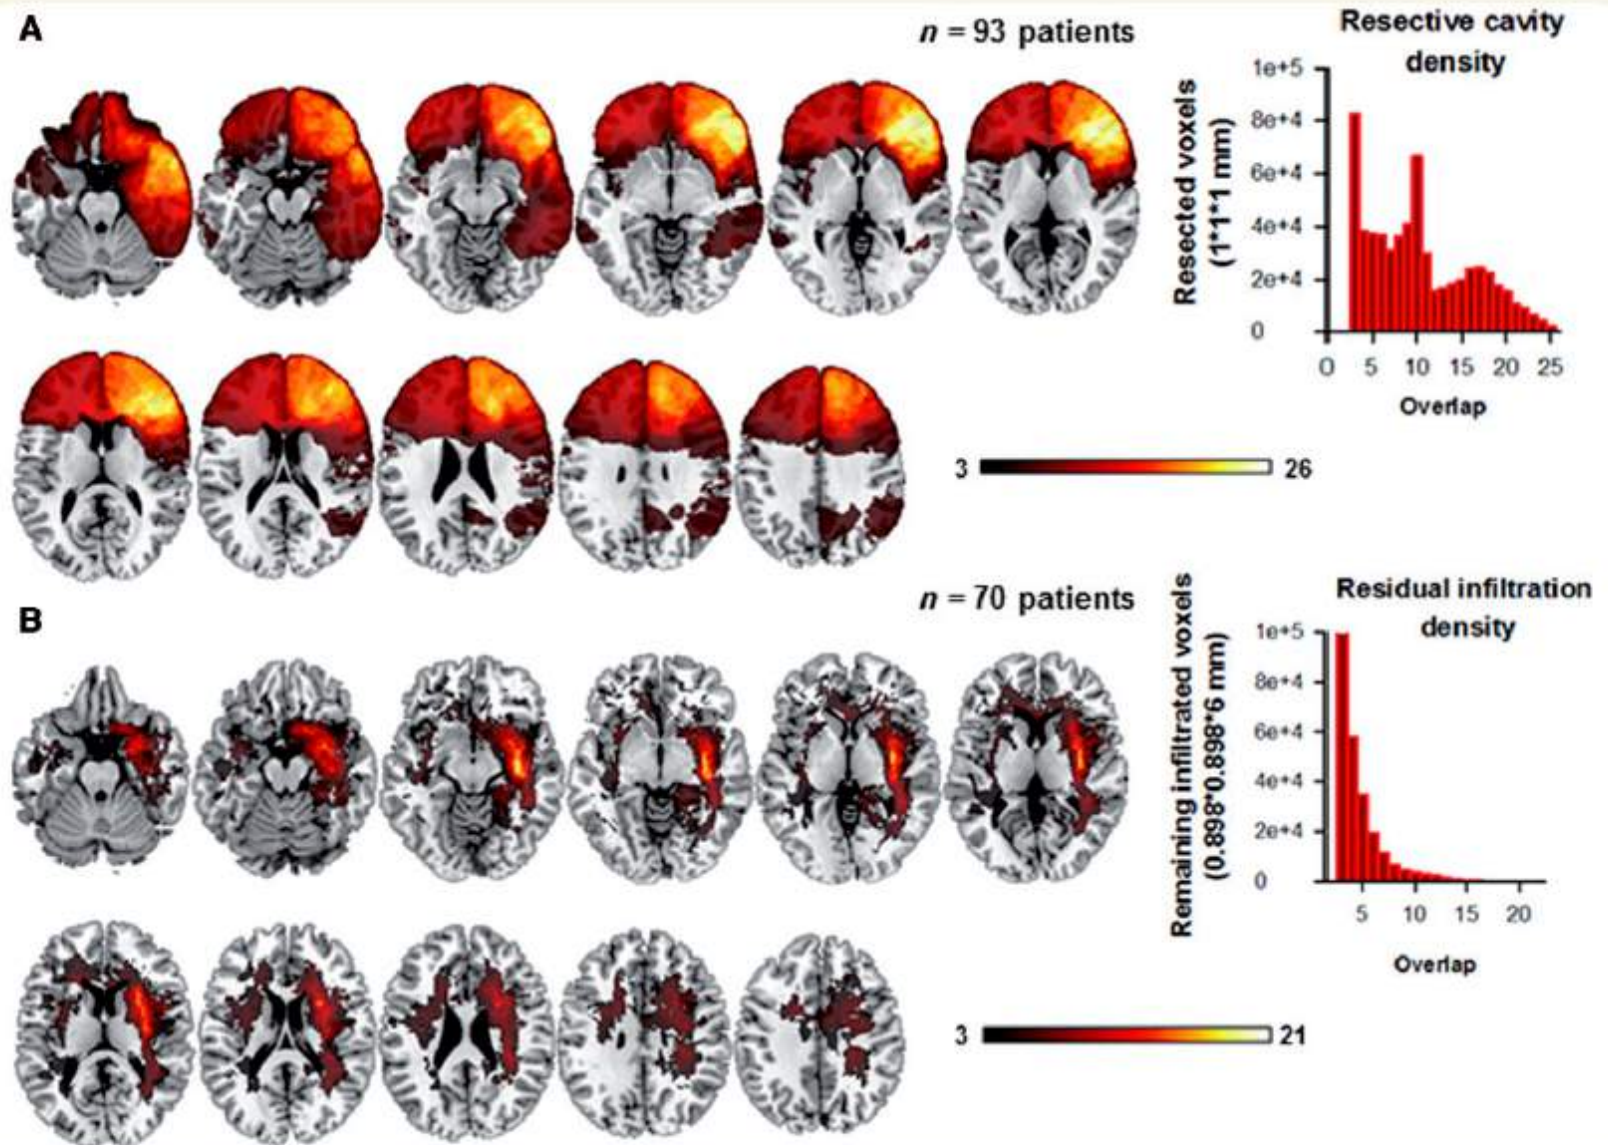 A
n = 93 patients
Resective cavity
density
Resected voxels
(1*1*1 mm)
1e+5
8e+4
6e+4
4e+4
2e+4
0
0 5 10 15 20 25
Overlap
3 26
B
n = 70 patients
Residual infiltration
density
Remaining infiltrated voxels
(0.898*0.898*6 mm)
1e+5
8e+4
6e+4
4e+4
2e+4
0
5 10 15 20
Overlap
3 21